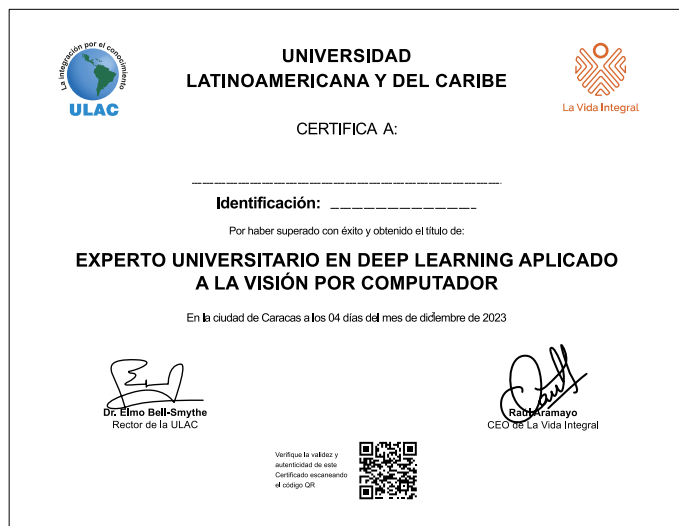 La integración por el conocimiento
ULAC
UNIVERSIDAD
LATINOAMERICANA Y DEL CARIBE
La Vida Integral
CERTIFICA A:
Identificación:
Por haber superado con éxito y obtenido el título de:
EXPERTO UNIVERSITARIO EN DEEP LEARNING APLICADO
A LA VISIÓN POR COMPUTADOR
En la ciudad de Caracas a los 04 días del mes de diciembre de 2023
Dr. Elmo Bell-Smythe
Rector de la ULAC
Raúl Aramayo
CEO de La Vida Integral
Verifique la validez y
autenticidad de este
Certificado escaneando
el código QR